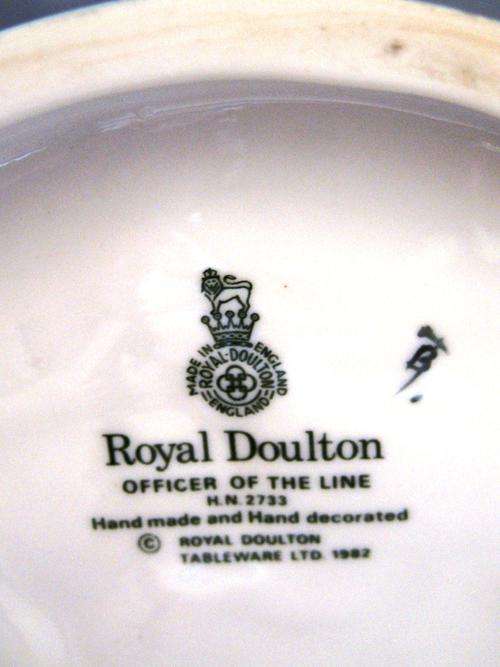 MADE IN ENGLAND
ROYAL-DOULTON
ENGLAND
Royal Doulton
OFFICER OF THE LINE
H.N. 2733
Hand made and Hand decorated
© ROYAL DOULTON
TABLEWARE LTD 1982
B